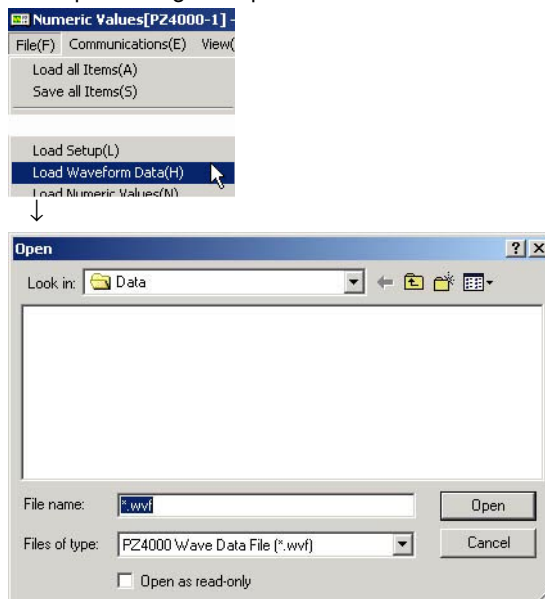 Numeric Values[PZ4000-1] -
File(F) Communications(E) View(
Load all Items(A)
Save all Items(S)
Load Setup(L)
Load Waveform Data(H)
Load Numeric Values(N)
↓
Open
Look in: Data
File name: *.wvf Open
Files of type: PZ4000 Wave Data File (*.wvf) Cancel
Open as read-only